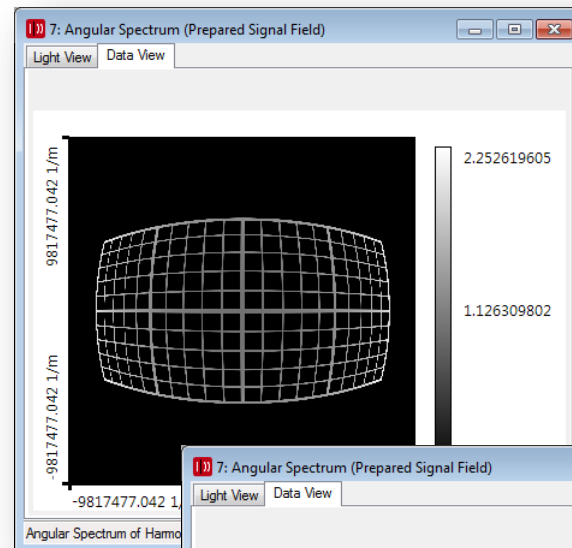 7: Angular Spectrum (Prepared Signal Field)
Light View Data View
9817477.042 1/m
-9817477.042 1/m
2.252619605
1.126309802
-9817477.042 1/
Angular Spectrum of Harmo
7: Angular Spectrum (Prepared Signal Field)
Light View Data View